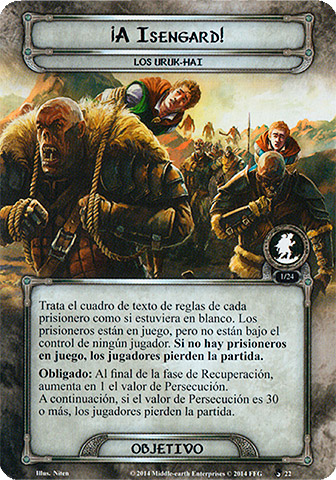 ¡A Isengard!
LOS URUK-HAI
1/24
Trata el cuadro de texto de reglas de cada
prisionero como si estuviera en blanco. Los
prisioneros están en juego, pero no están bajo el
control de ningún jugador. Si no hay prisioneros
en juego, los jugadores pierden la partida.
Obligado: Al final de la fase de Recuperación,
aumenta en 1 el valor de Persecución.
A continuación, si el valor de Persecución es 30
o más, los jugadores pierden la partida.
OBJETIVO
Illus. Niten
© 2014 Middle-earth Enterprises © 2014 FFG
22